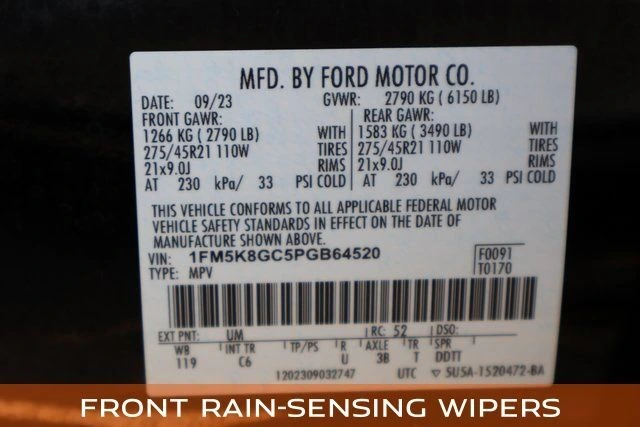 MFD. BY FORD MOTOR CO.
DATE: 09/23 GVWR: 2790 KG ( 6150 LB)
FRONT GAWR: REAR GAWR:
1266 KG ( 2790 LB) WITH 1583 KG ( 3490 LB) WITH
275/45R21 110W TIRES 275/45R21 110W TIRES
21x9.0J RIMS 21x9.0J RIMS
AT 230 kPa/ 33 PSI COLD AT 230 kPa/ 33 PSI COLD
THIS VEHICLE CONFORMS TO ALL APPLICABLE FEDERAL MOTOR
VEHICLE SAFETY STANDARDS IN EFFECT ON THE DATE OF
MANUFACTURE SHOWN ABOVE.
VIN: 1FM5K8GC5PGB64520 F0091
TYPE: MPV T0170
EXT PNT: UM RC: 52 DSO:
WB INT TR TP/PS R AXLE TR SPR
119 C6 U 3B T DDTT
1202309032747 UTC ▽ 5U5A-1520472-BA
FRONT RAIN-SENSING WIPERS